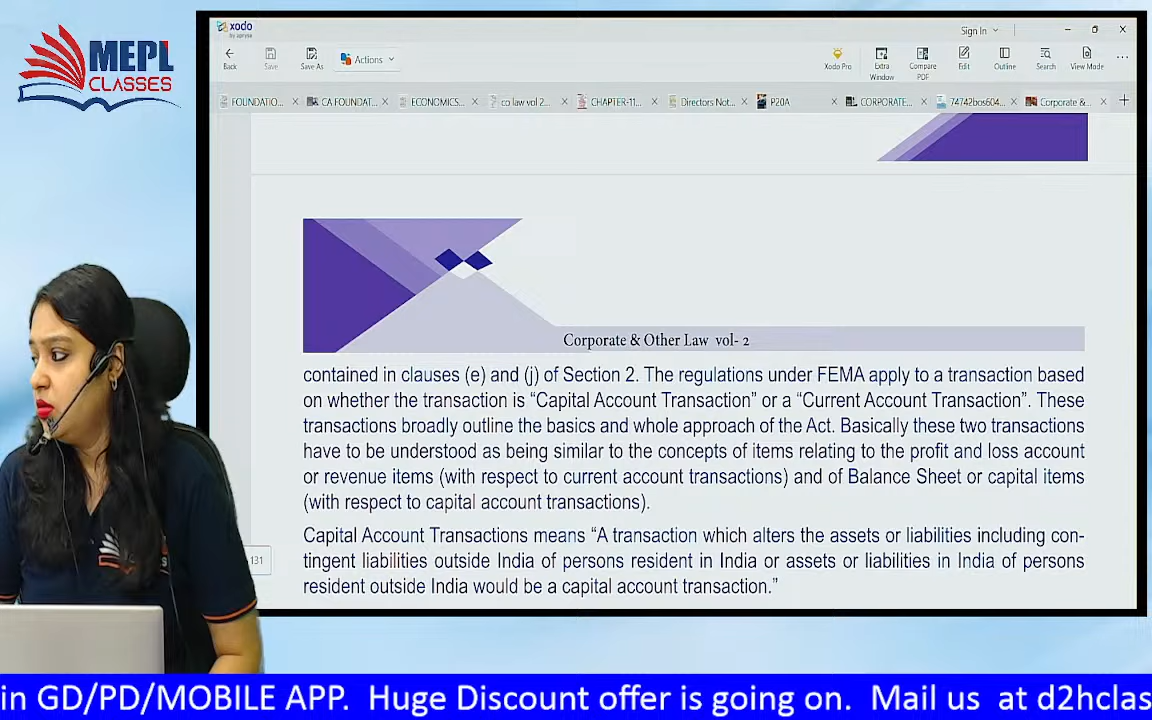 MEPL
CLASSES
xodo
by apryse
Sign In
Back
Save
Save As
Actions
Xodo Pro
Extra Window
Compare PDF
Edit
Outline
Search
View Mode
FOUNDATIO...
CA FOUNDAT...
ECONOMICS...
co law vol 2...
CHAPTER-11...
Directors Not...
P20A
CORPORATE...
74742bos604...
Corporate &...
Corporate & Other Law vol- 2
contained in clauses (e) and (j) of Section 2. The regulations under FEMA apply to a transaction based
on whether the transaction is “Capital Account Transaction” or a “Current Account Transaction”. These
transactions broadly outline the basics and whole approach of the Act. Basically these two transactions
have to be understood as being similar to the concepts of items relating to the profit and loss account
or revenue items (with respect to current account transactions) and of Balance Sheet or capital items
(with respect to capital account transactions).
Capital Account Transactions means “A transaction which alters the assets or liabilities including con-
tingent liabilities outside India of persons resident in India or assets or liabilities in India of persons
resident outside India would be a capital account transaction.”
131
in GD/PD/MOBILE APP. Huge Discount offer is going on. Mail us at d2hclas